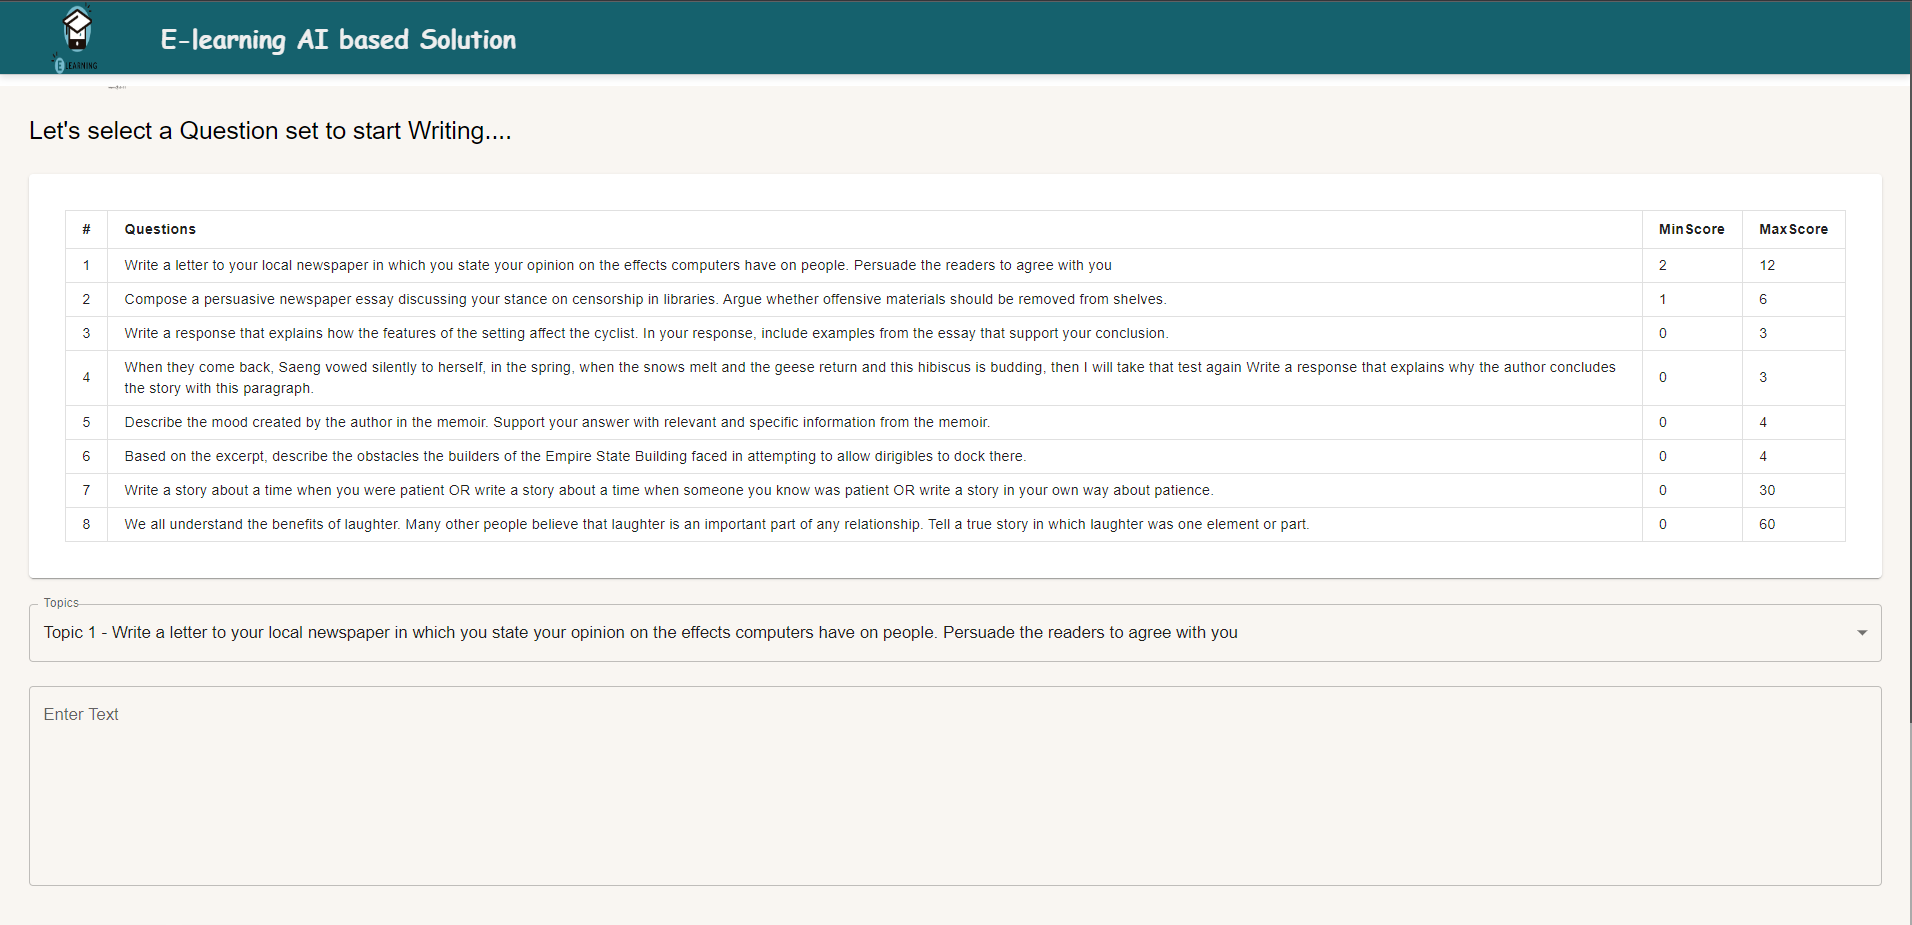 E LEARNING
E-learning AI based Solution
Let's select a Question set to start Writing....
# Questions MinScore MaxScore
1 Write a letter to your local newspaper in which you state your opinion on the effects computers have on people. Persuade the readers to agree with you 2 12
2 Compose a persuasive newspaper essay discussing your stance on censorship in libraries. Argue whether offensive materials should be removed from shelves. 1 6
3 Write a response that explains how the features of the setting affect the cyclist. In your response, include examples from the essay that support your conclusion. 0 3
4 When they come back, Saeng vowed silently to herself, in the spring, when the snows melt and the geese return and this hibiscus is budding, then I will take that test again Write a response that explains why the author concludes
the story with this paragraph. 0 3
5 Describe the mood created by the author in the memoir. Support your answer with relevant and specific information from the memoir. 0 4
6 Based on the excerpt, describe the obstacles the builders of the Empire State Building faced in attempting to allow dirigibles to dock there. 0 4
7 Write a story about a time when you were patient OR write a story about a time when someone you know was patient OR write a story in your own way about patience. 0 30
8 We all understand the benefits of laughter. Many other people believe that laughter is an important part of any relationship. Tell a true story in which laughter was one element or part. 0 60
Topics
Topic 1 - Write a letter to your local newspaper in which you state your opinion on the effects computers have on people. Persuade the readers to agree with you
Enter Text